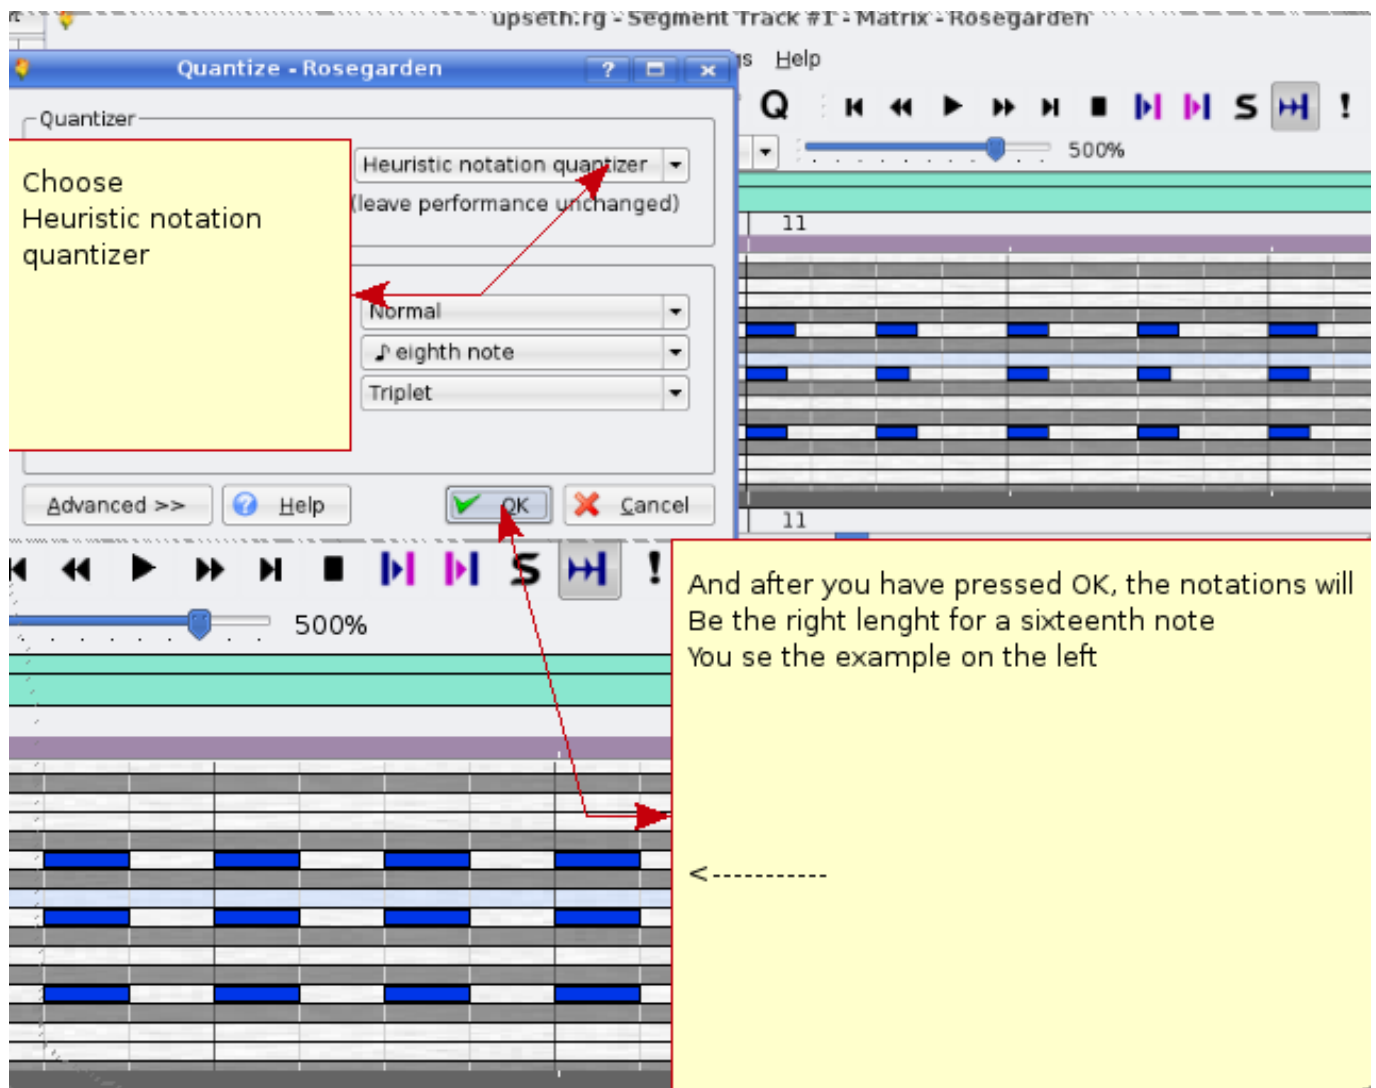 upseth.rg - Segment Track #1 - Matrix - Rosegarden
Help
Q
S
!
500%
11
11
Quantize - Rosegarden
?
Quantizer
Heuristic notation quantizer
(leave performance unchanged)
Choose
Heuristic notation
quantizer
Normal
eighth note
Triplet
Advanced >>
Help
OK
Cancel
S
!
500%
And after you have pressed OK, the notations will
Be the right lenght for a sixteenth note
You se the example on the left
<-----------